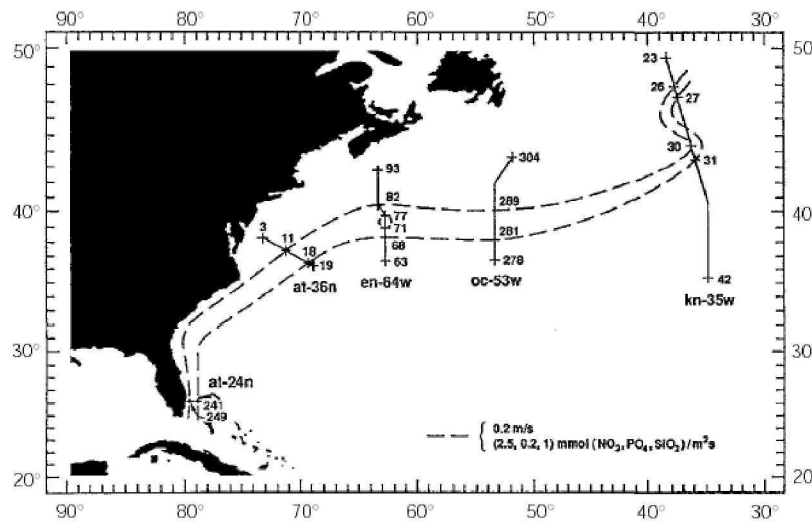 90° 80° 70° 60° 50° 40° 30°
50° 50
23
26
27
30
31
304
93
82
289
40° 40
77
3
11
71
18
68
281
19
63
278
at-36n
en-64w
oc-53w
42
kn-35w
30° 30
at-24n
241
249
0.2 m/s
(2.5, 0.2, 1) mmol (NO₃, PO₄, SiO₂)/m²s
20° 20
90° 80° 70° 60° 50° 40° 30°